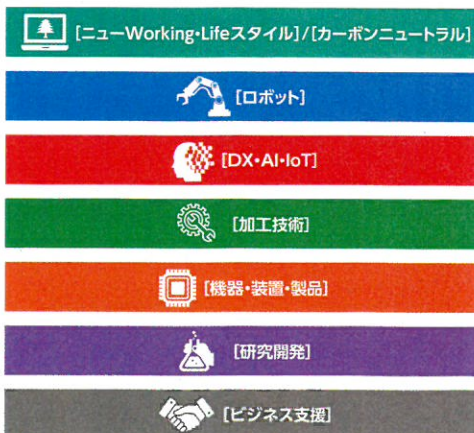 [ニューWorking・Lifeスタイル]/[カーボンニュートラル]
[ロボット]
[DX・AI・IoT]
[加工技術]
[機器・装置・製品]
[研究開発]
[ビジネス支援]